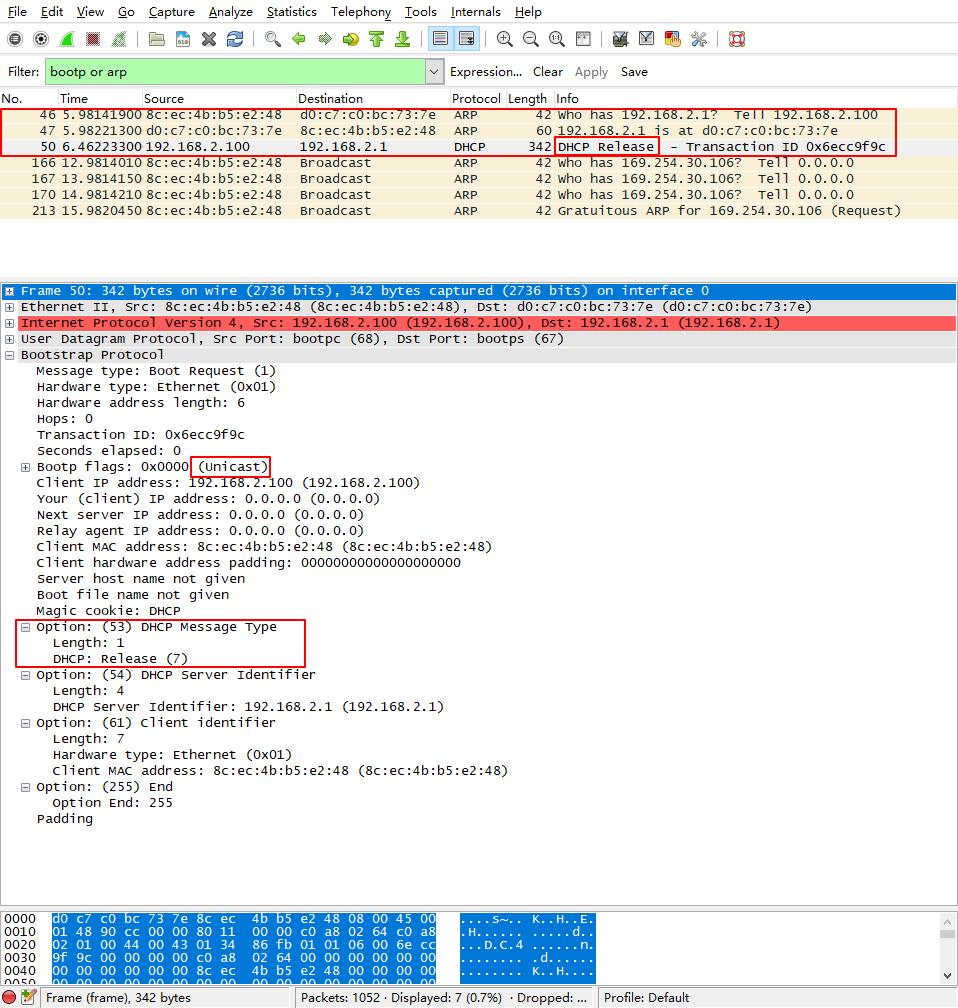 File Edit View Go Capture Analyze Statistics Telephony Tools Internals Help
Filter: bootp or arp Expression... Clear Apply Save
No. Time Source Destination Protocol Length Info
46 5.98141900 8c:ec:4b:b5:e2:48 d0:c7:c0:bc:73:7e ARP 42 Who has 192.168.2.1? Tell 192.168.2.100
47 5.98221300 d0:c7:c0:bc:73:7e 8c:ec:4b:b5:e2:48 ARP 60 192.168.2.1 is at d0:c7:c0:bc:73:7e
50 6.46223300 192.168.2.100 192.168.2.1 DHCP 342 DHCP Release - Transaction ID 0x6ecc9f9c
166 12.9814010 8c:ec:4b:b5:e2:48 Broadcast ARP 42 Who has 169.254.30.106? Tell 0.0.0.0
167 13.9814150 8c:ec:4b:b5:e2:48 Broadcast ARP 42 Who has 169.254.30.106? Tell 0.0.0.0
170 14.9814210 8c:ec:4b:b5:e2:48 Broadcast ARP 42 Who has 169.254.30.106? Tell 0.0.0.0
213 15.9820450 8c:ec:4b:b5:e2:48 Broadcast ARP 42 Gratuitous ARP for 169.254.30.106 (Request)
Frame 50: 342 bytes on wire (2736 bits), 342 bytes captured (2736 bits) on interface 0
Ethernet II, Src: 8c:ec:4b:b5:e2:48 (8c:ec:4b:b5:e2:48), Dst: d0:c7:c0:bc:73:7e (d0:c7:c0:bc:73:7e)
Internet Protocol Version 4, Src: 192.168.2.100 (192.168.2.100), Dst: 192.168.2.1 (192.168.2.1)
User Datagram Protocol, Src Port: bootpc (68), Dst Port: bootps (67)
Bootstrap Protocol
Message type: Boot Request (1)
Hardware type: Ethernet (0x01)
Hardware address length: 6
Hops: 0
Transaction ID: 0x6ecc9f9c
Seconds elapsed: 0
Bootp flags: 0x0000 (Unicast)
Client IP address: 192.168.2.100 (192.168.2.100)
Your (client) IP address: 0.0.0.0 (0.0.0.0)
Next server IP address: 0.0.0.0 (0.0.0.0)
Relay agent IP address: 0.0.0.0 (0.0.0.0)
Client MAC address: 8c:ec:4b:b5:e2:48 (8c:ec:4b:b5:e2:48)
Client hardware address padding: 00000000000000000000
Server host name not given
Boot file name not given
Magic cookie: DHCP
Option: (53) DHCP Message Type
Length: 1
DHCP: Release (7)
Option: (54) DHCP Server Identifier
Length: 4
DHCP Server Identifier: 192.168.2.1 (192.168.2.1)
Option: (61) Client identifier
Length: 7
Hardware type: Ethernet (0x01)
Client MAC address: 8c:ec:4b:b5:e2:48 (8c:ec:4b:b5:e2:48)
Option: (255) End
Option End: 255
Padding
0000 d0 c7 c0 bc 73 7e 8c ec 4b b5 e2 48 08 00 45 00 ....s~.. K..H..E.
0010 01 48 90 cc 00 00 80 11 00 00 c0 a8 02 64 c0 a8 .H...... .....d..
0020 02 01 00 44 00 43 01 34 86 fb 01 01 06 00 6e cc ...D.C.4 ......n.
0030 9f 9c 00 00 00 00 c0 a8 02 64 00 00 00 00 00 00 ........ .d......
0040 00 00 00 00 00 00 8c ec 4b b5 e2 48 00 00 00 00 ........ K..H....
Frame (frame), 342 bytes Packets: 1052 · Displayed: 7 (0.7%) · Dropped: ... Profile: Default